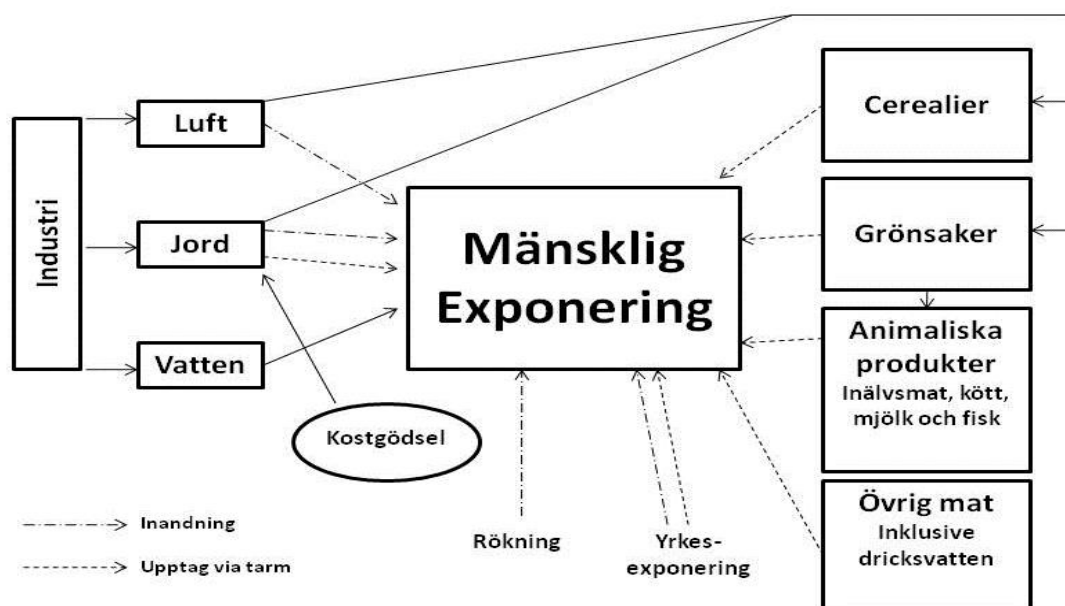 Industri
Luft
Jord
Vatten
Kostgödsel
Mänsklig
Exponering
Cerealier
Grönsaker
Animaliska
produkter
Inälvsmat, kött,
mjölk och fisk
Övrig mat
Inklusive
dricksvatten
Rökning
Yrkes-
exponering
Inandning
Upptag via tarm